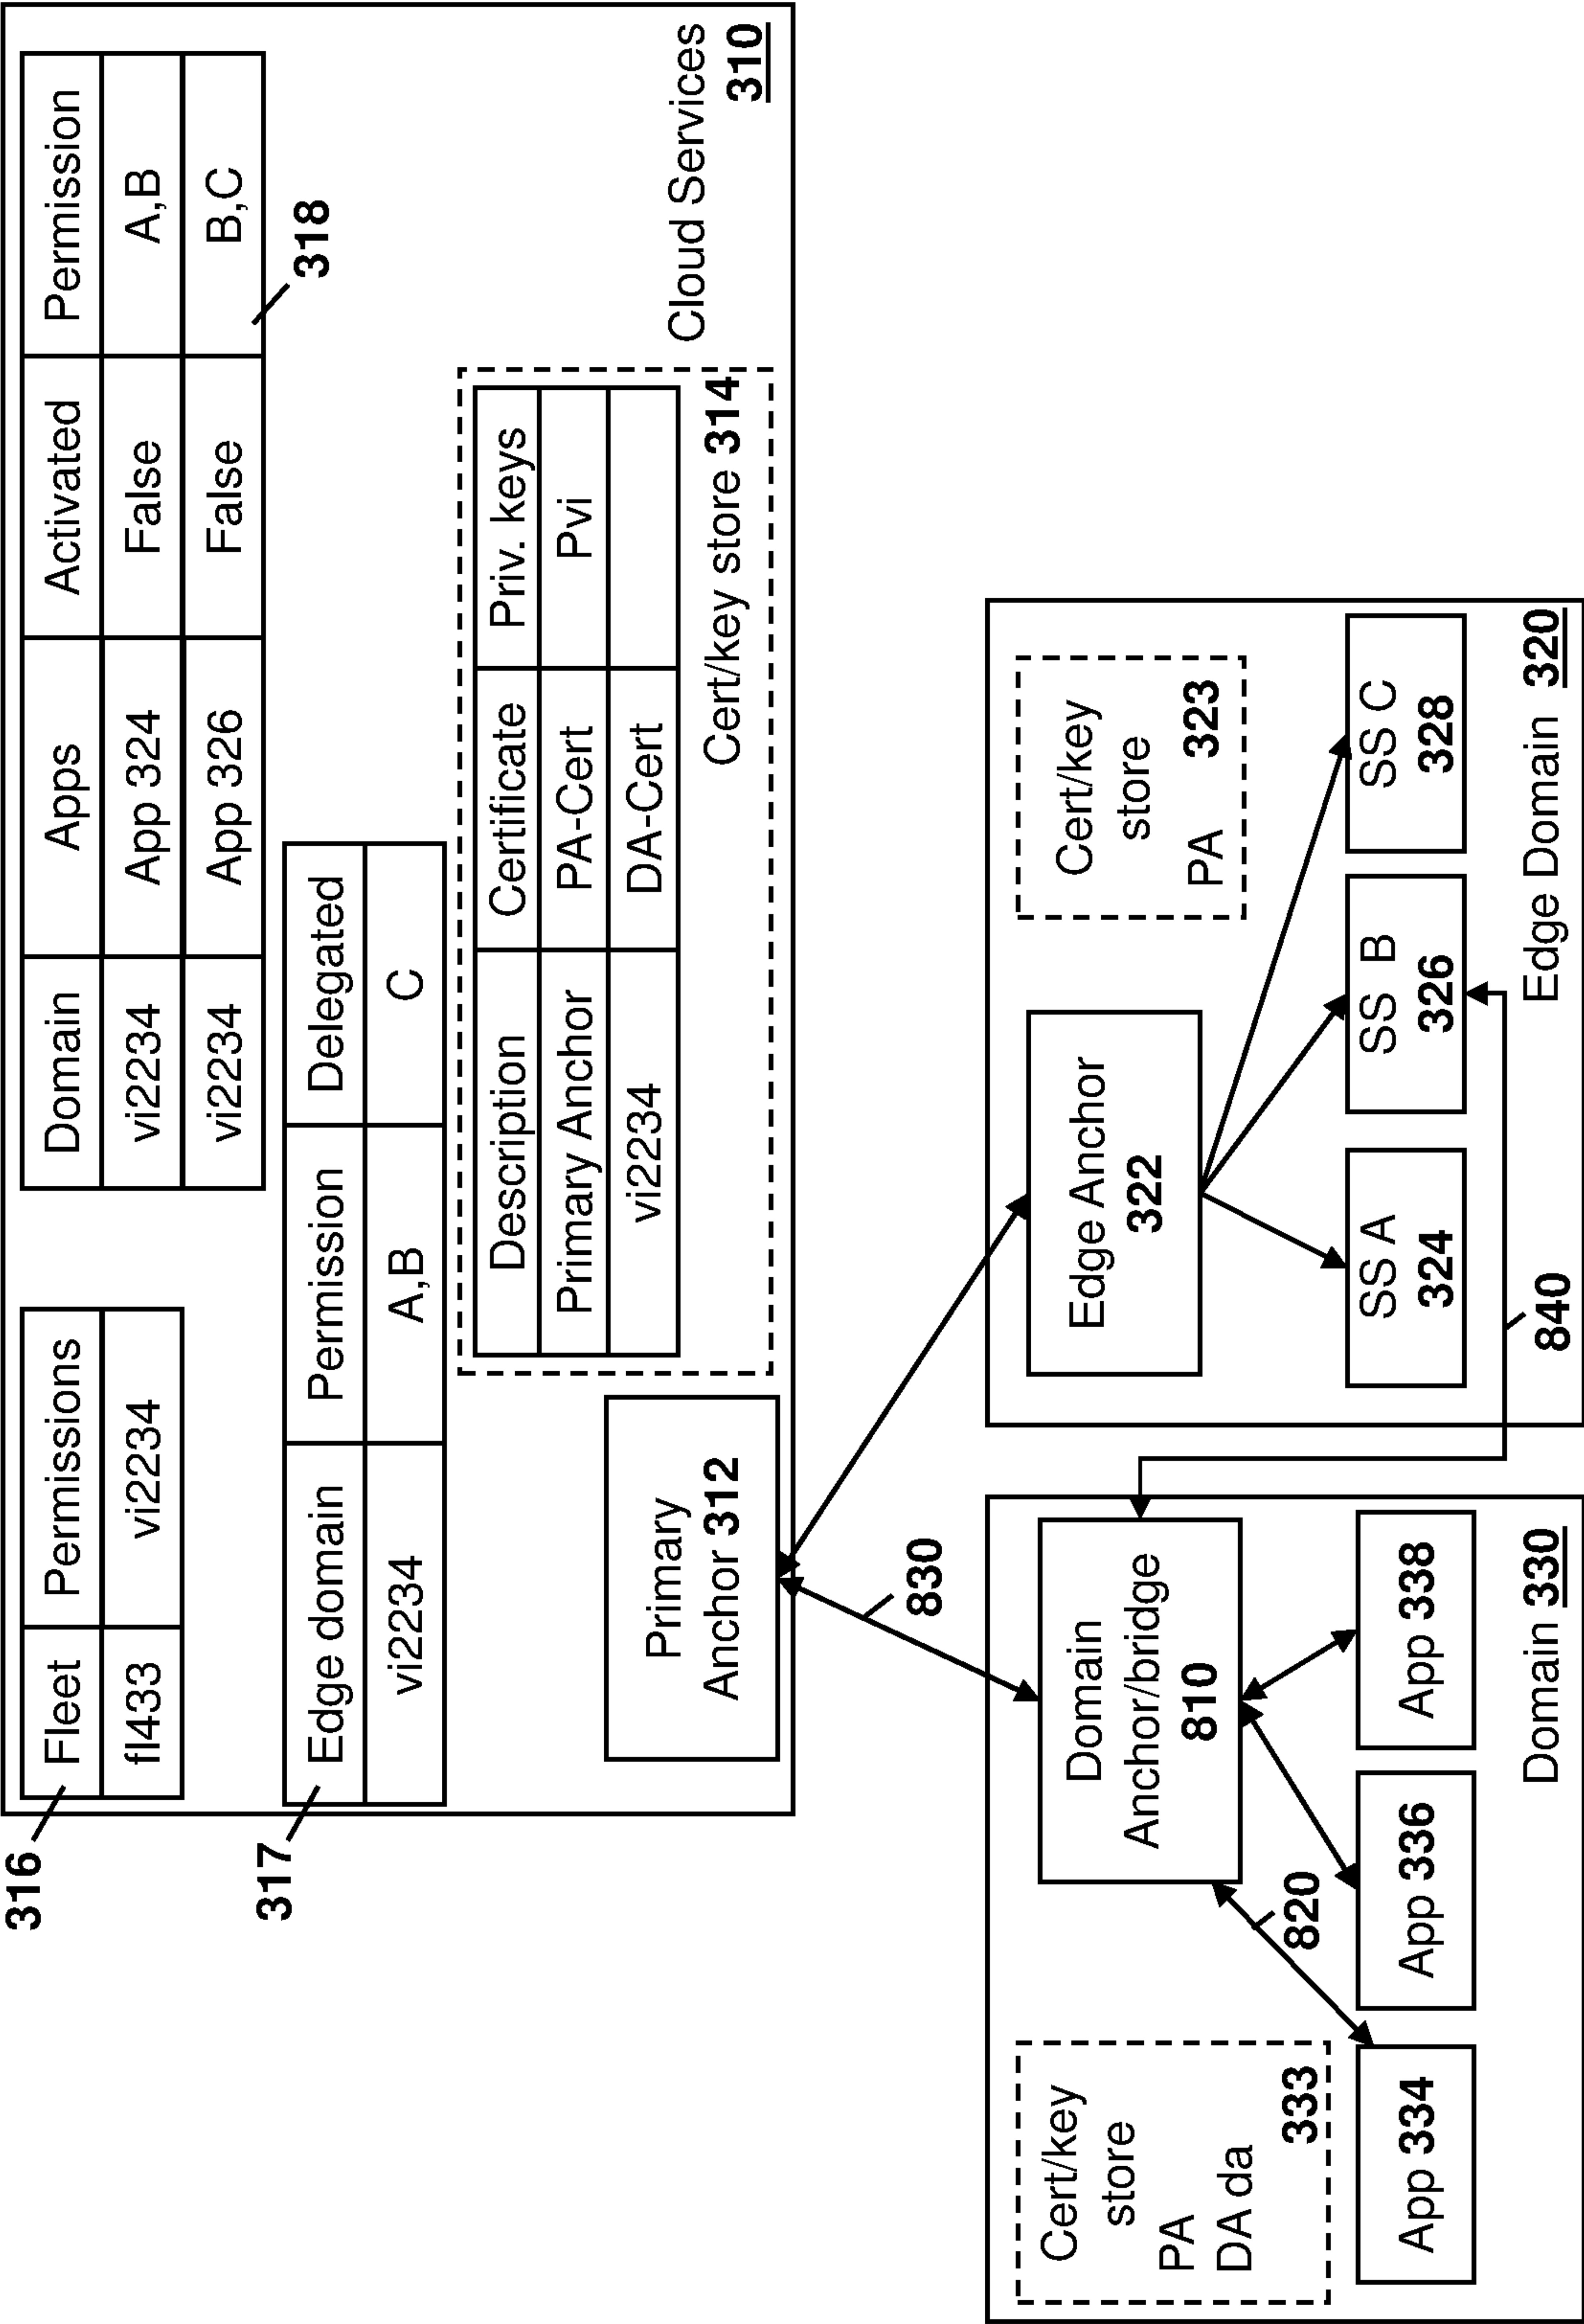 316
Fleet Permissions
fl433 vi2234
Domain Apps Activated Permission
vi2234 App 324 False A,B
vi2234 App 326 False B,C
318
317
Edge domain Permission Delegated
vi2234 A,B C
Description Certificate Priv. keys
Primary Anchor PA-Cert Pvi
vi2234 DA-Cert
Cert/key store 314
Primary
Anchor 312
Cloud Services
310
830
Cert/key
store
PA
DA da
333
Domain
Anchor/bridge
810
820
App 334
App 336
App 338
Domain 330
Edge Anchor
322
Cert/key
store
PA 323
SS A
324
SS B
326
SS C
328
840
Edge Domain 320